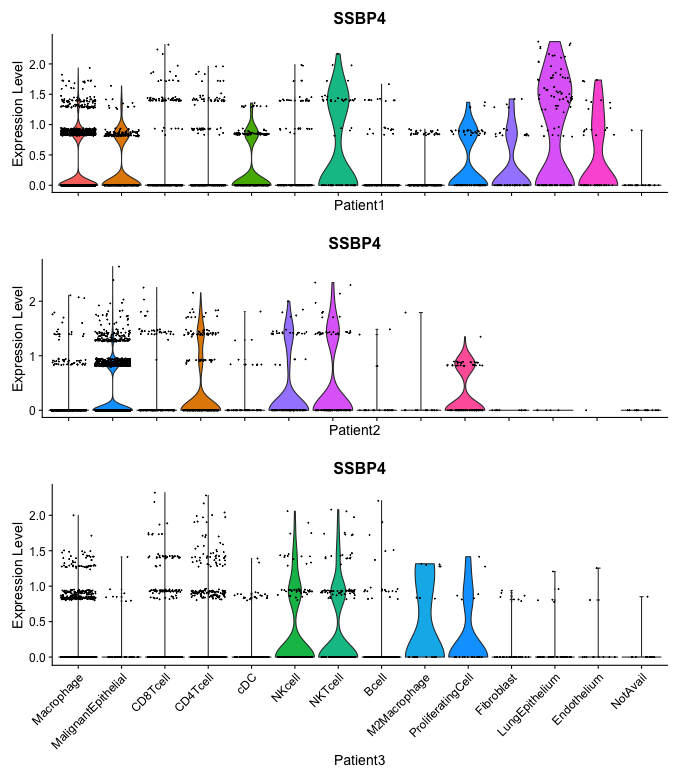 SSBP4
Expression Level
2.0
1.5
1.0
0.5
0.0
Patient1
SSBP4
Expression Level
2
1
0
Patient2
SSBP4
Expression Level
2.0
1.5
1.0
0.5
0.0
Macrophage
MalignantEpithelial
CD8Tcell
CD4Tcell
cDC
NKcell
NKTcell
Bcell
M2Macrophage
ProliferatingCell
Fibroblast
LungEpithelium
Endothelium
NotAvail
Patient3